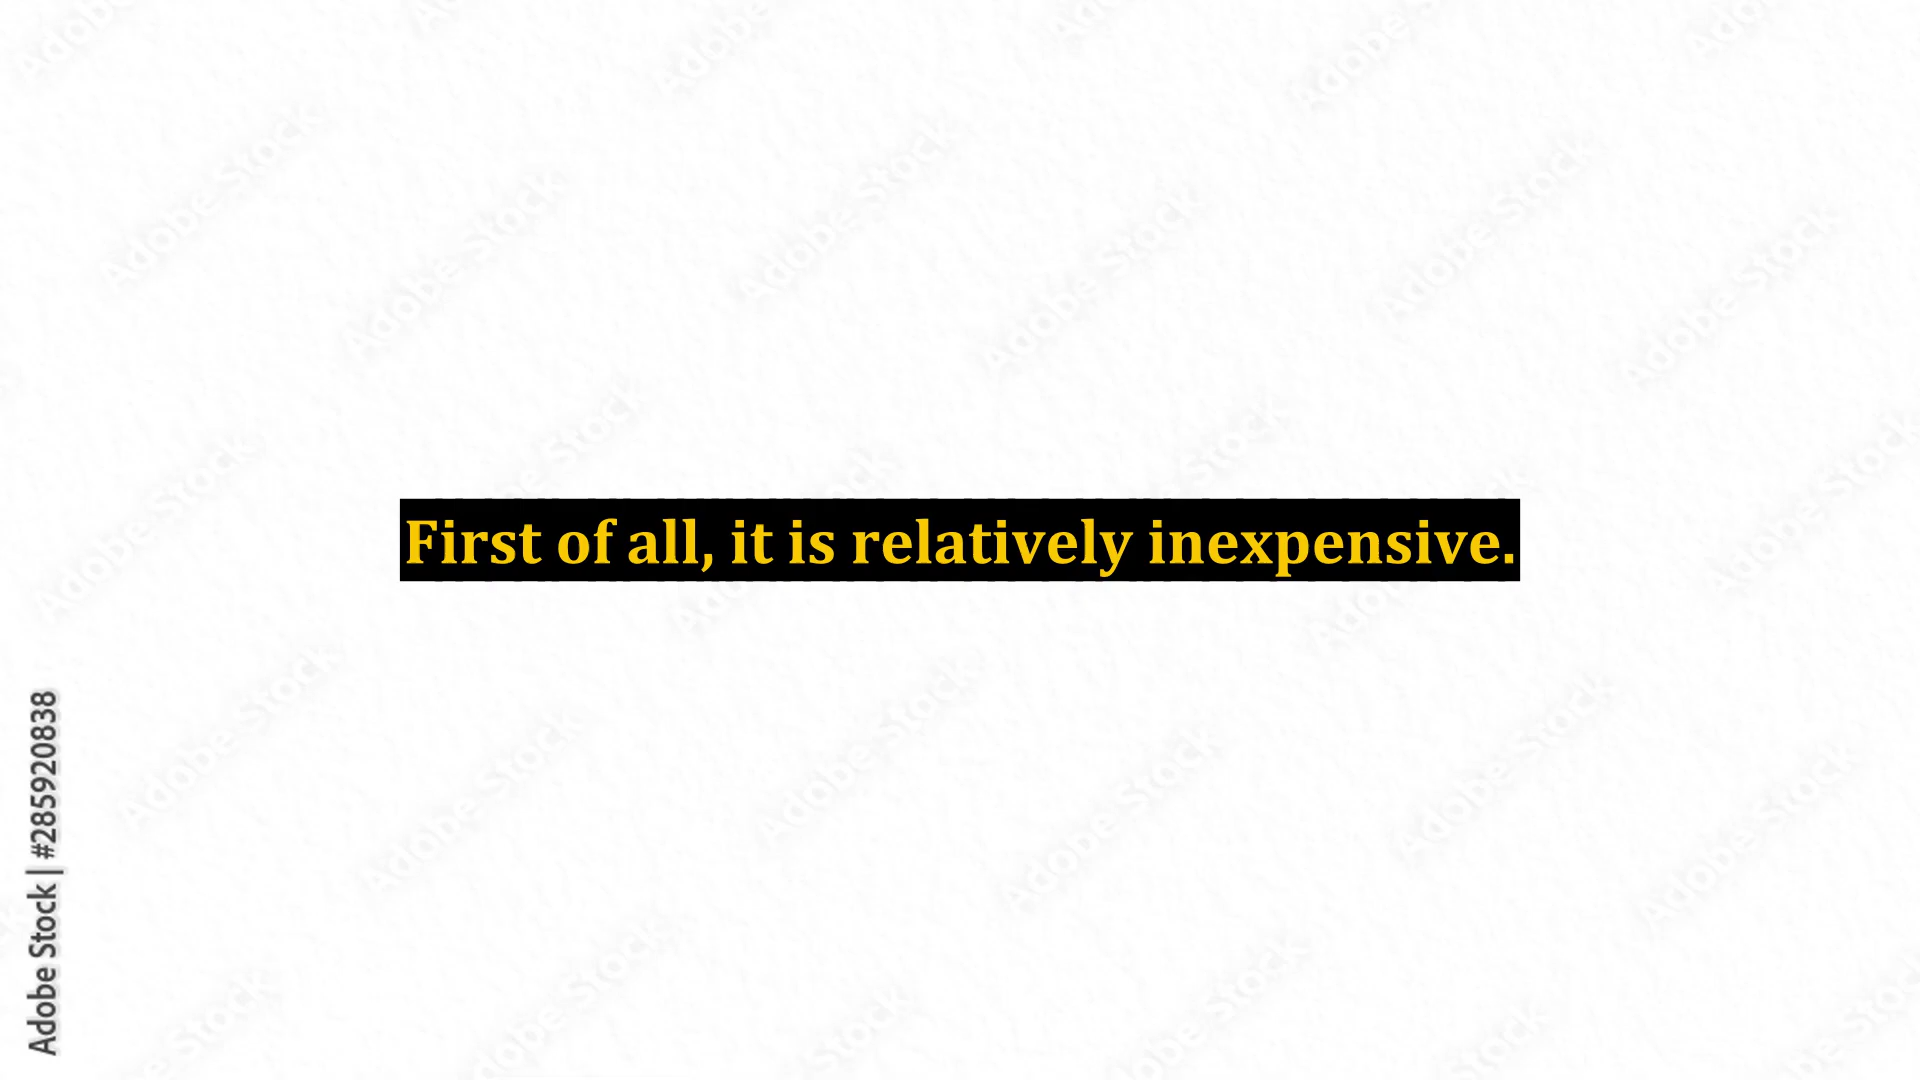 First of all, it is relatively inexpensive.
Adobe Stock | #285920838